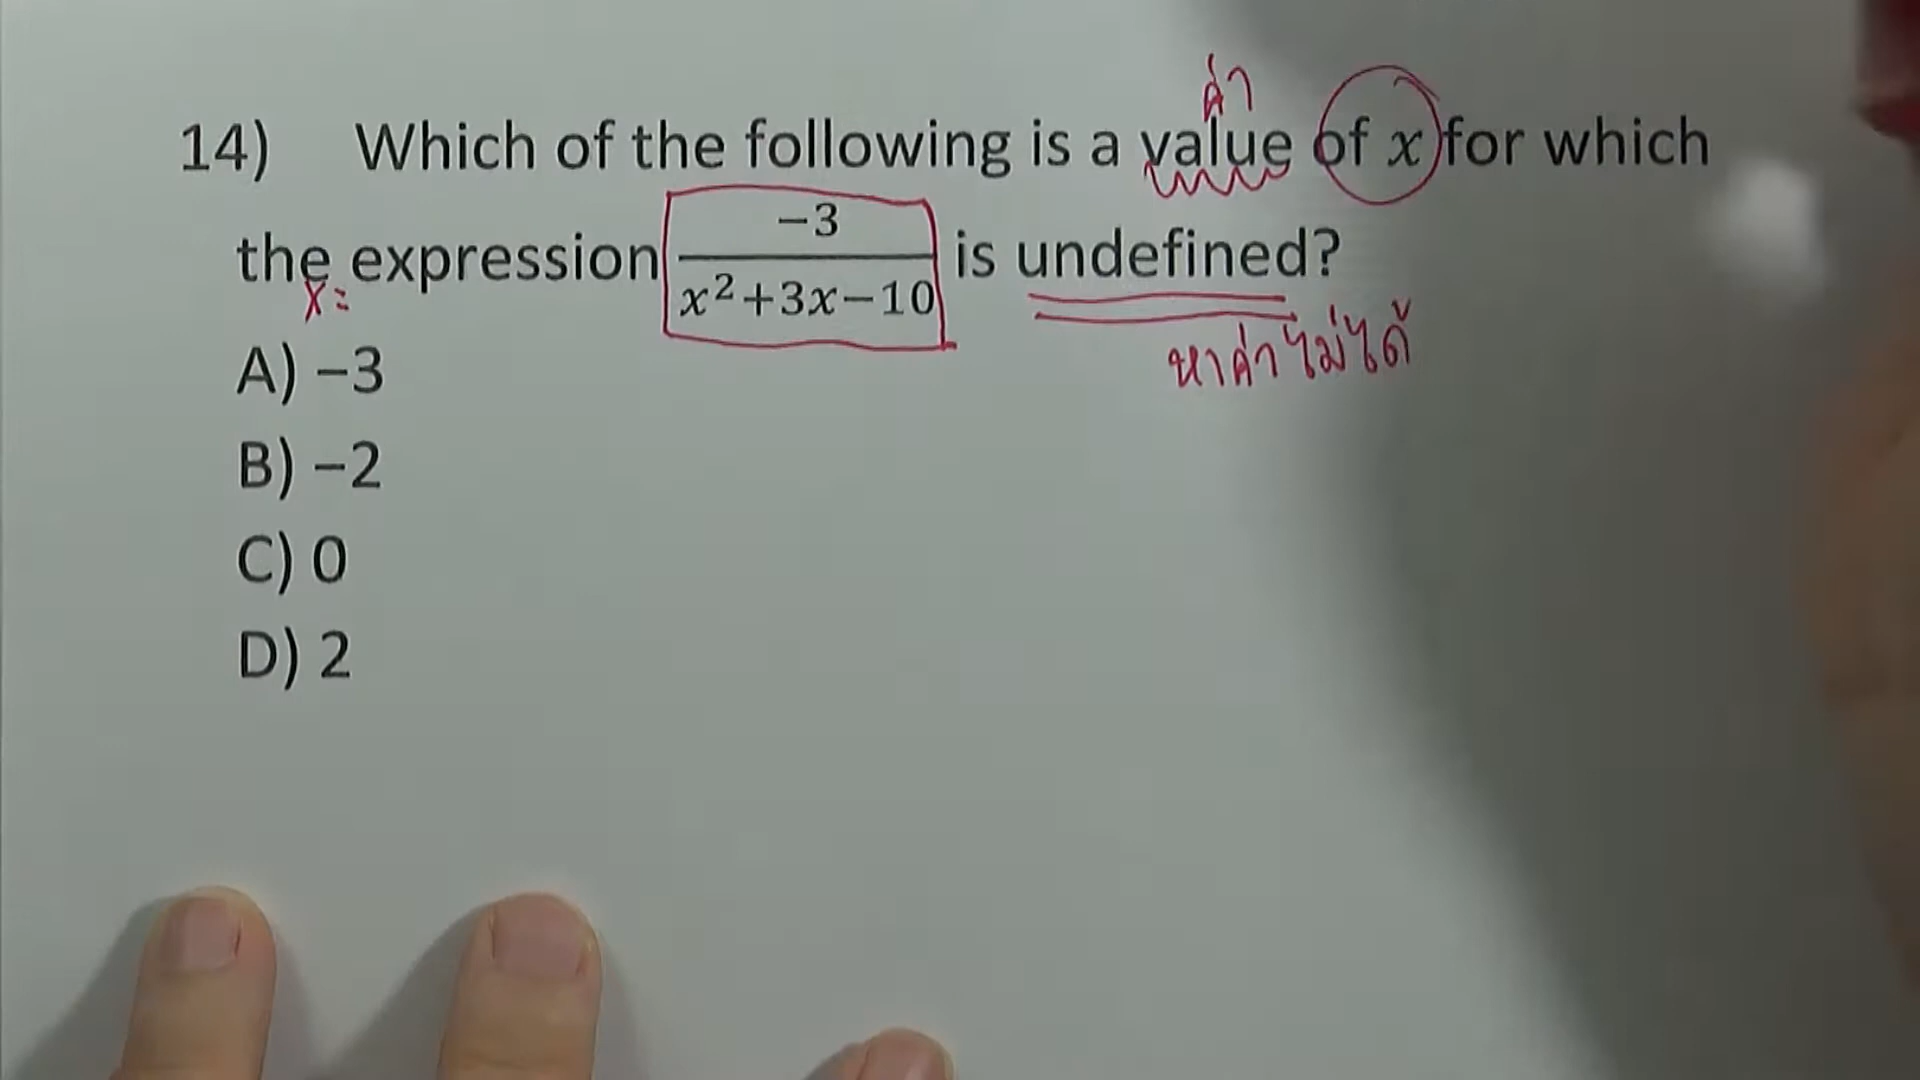 ค่า
14) Which of the following is a value of x for which
the expression −3/(x²+3x−10) is undefined?
x =
หาค่าไม่ได้
A) −3
B) −2
C) 0
D) 2